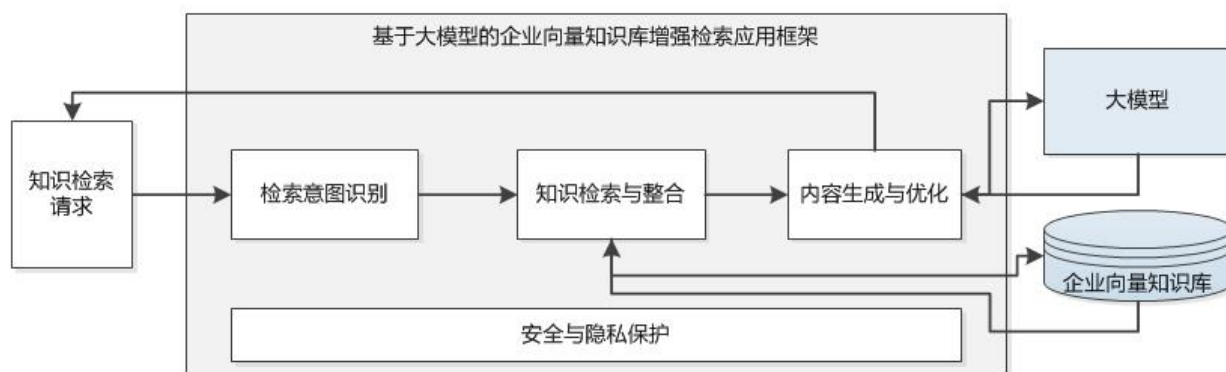 基于大模型的企业向量知识库增强检索应用框架
大模型
知识检索
请求
检索意图识别
知识检索与整合
内容生成与优化
企业向量知识库
安全与隐私保护